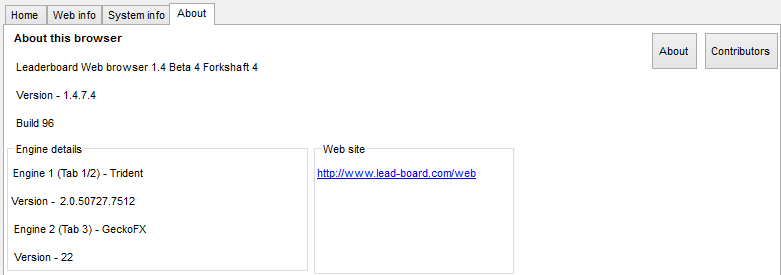 Home Web info System info About
About this browser
About Contributors
Leaderboard Web browser 1.4 Beta 4 Forkshaft 4
Version - 1.4.7.4
Build 96
Engine details
Engine 1 (Tab 1/2) - Trident
Version - 2.0.50727.7512
Engine 2 (Tab 3) - GeckoFX
Version - 22
Web site
http://www.lead-board.com/web